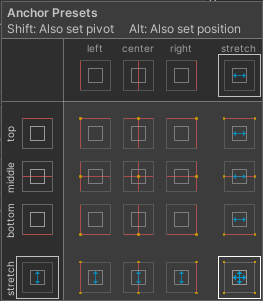 Anchor Presets
Shift: Also set pivot    Alt: Also set position
left    center    right    stretch
top
middle
bottom
stretch